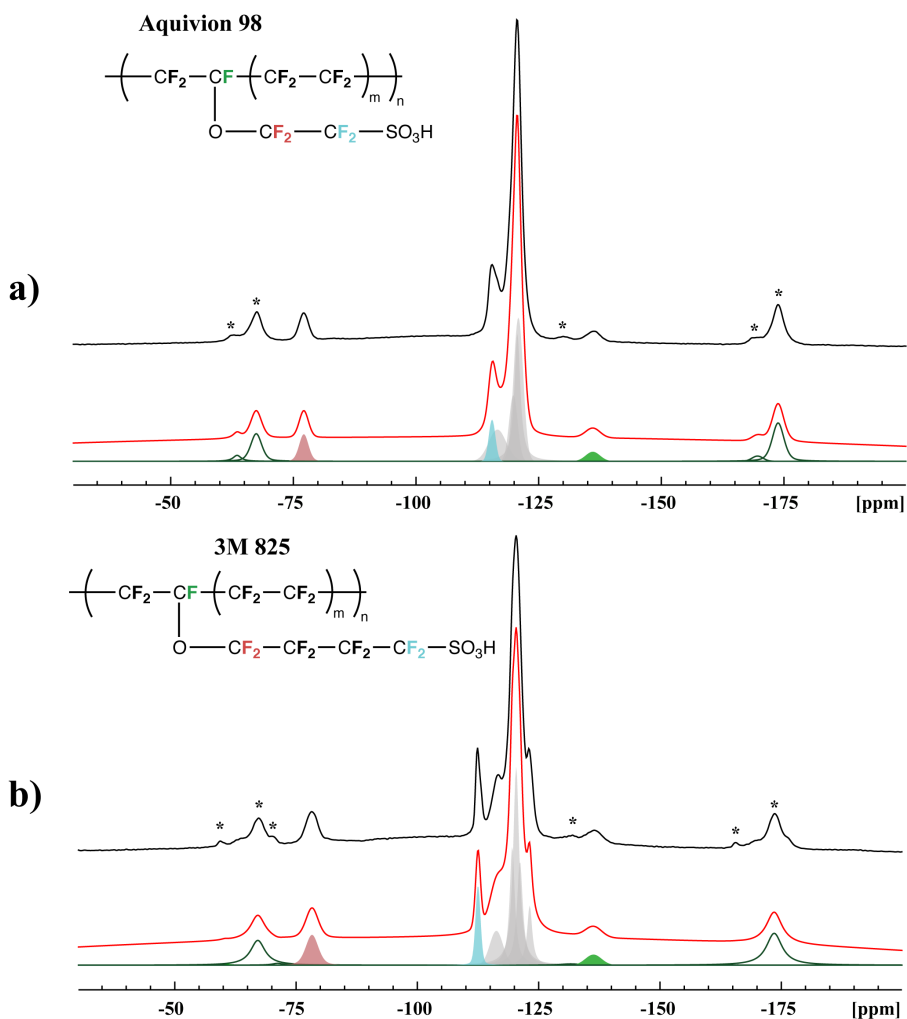 Aquivion 98
CF2 CF ( CF2 CF2 )m )n
O CF2 CF2 SO3H
a)
* * * * *
-50 -75 -100 -125 -150 -175 [ppm]
3M 825
CF2 CF ( CF2 CF2 )m )n
O CF2 CF2 CF2 CF2 SO3H
b)
* * * * * *
-50 -75 -100 -125 -150 -175 [ppm]